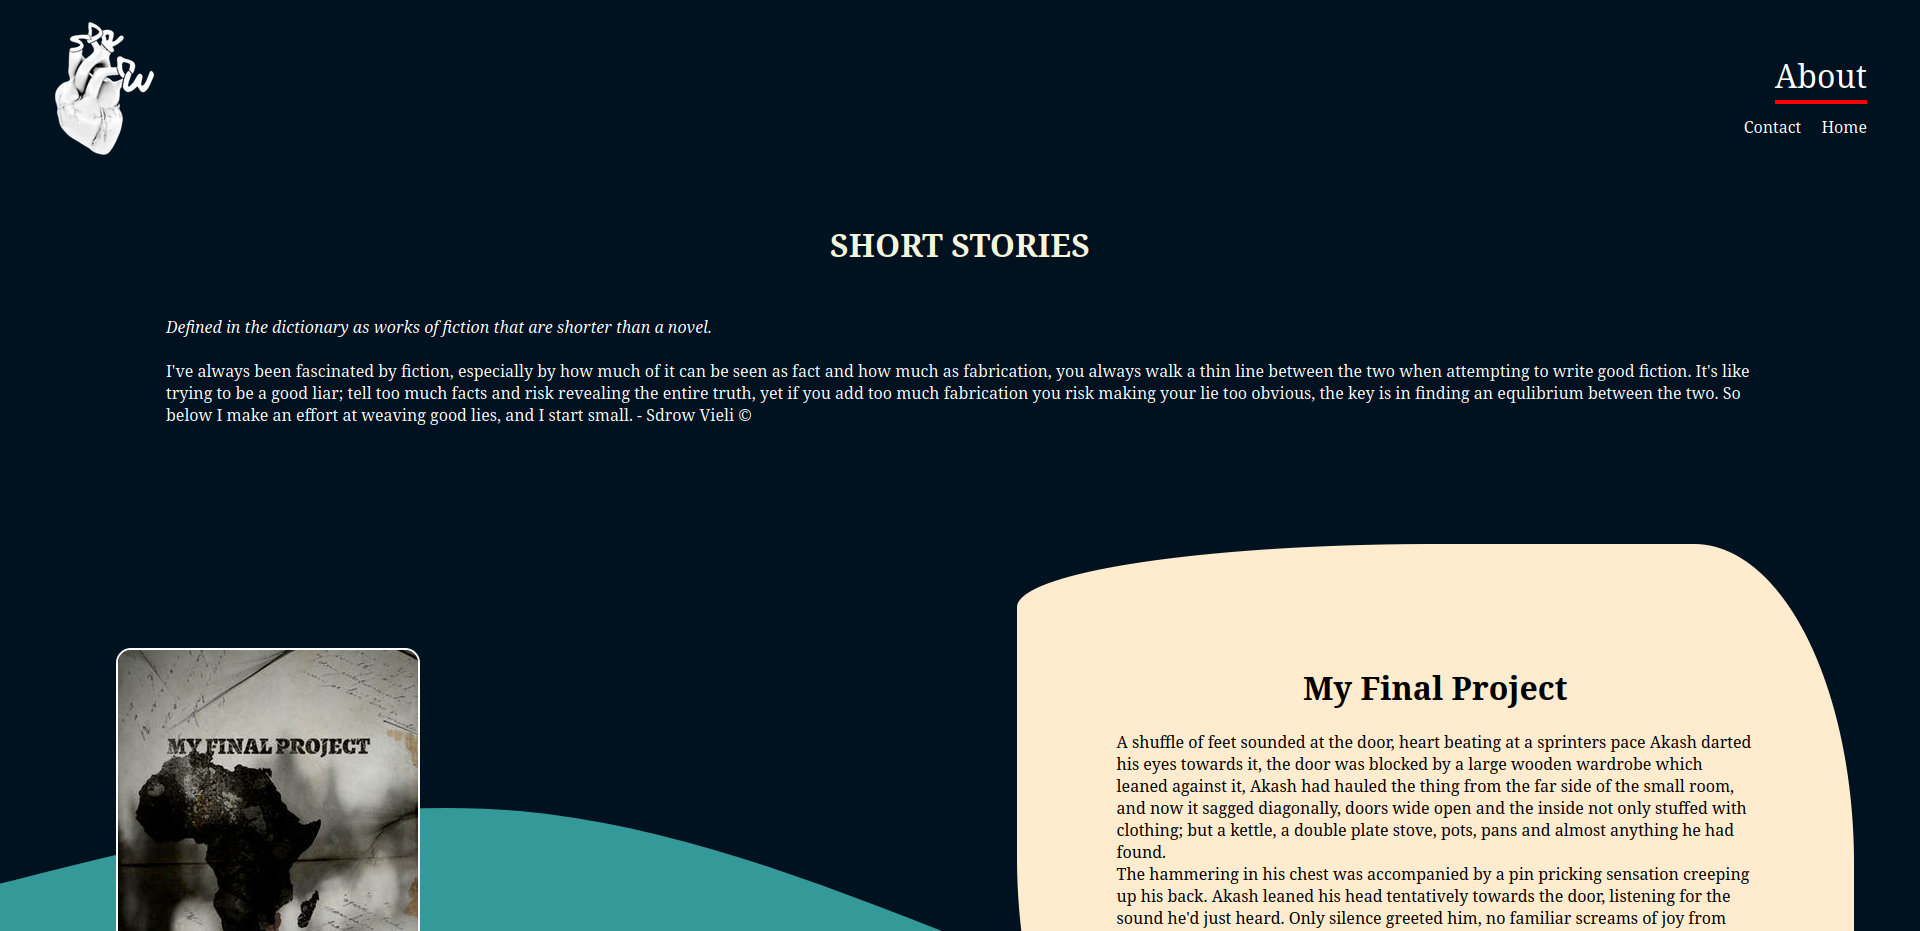 SDR
OW
About
Contact Home
SHORT STORIES
Defined in the dictionary as works of fiction that are shorter than a novel.
I've always been fascinated by fiction, especially by how much of it can be seen as fact and how much as fabrication, you always walk a thin line between the two when attempting to write good fiction. It's like
trying to be a good liar; tell too much facts and risk revealing the entire truth, yet if you add too much fabrication you risk making your lie too obvious, the key is in finding an equlibrium between the two. So
below I make an effort at weaving good lies, and I start small. - Sdrow Vieli ©
MY FINAL PROJECT
My Final Project
A shuffle of feet sounded at the door, heart beating at a sprinters pace Akash darted
his eyes towards it, the door was blocked by a large wooden wardrobe which
leaned against it, Akash had hauled the thing from the far side of the small room,
and now it sagged diagonally, doors wide open and the inside not only stuffed with
clothing; but a kettle, a double plate stove, pots, pans and almost anything he had
found.
The hammering in his chest was accompanied by a pin pricking sensation creeping
up his back. Akash leaned his head tentatively towards the door, listening for the
sound he'd just heard. Only silence greeted him, no familiar screams of joy from